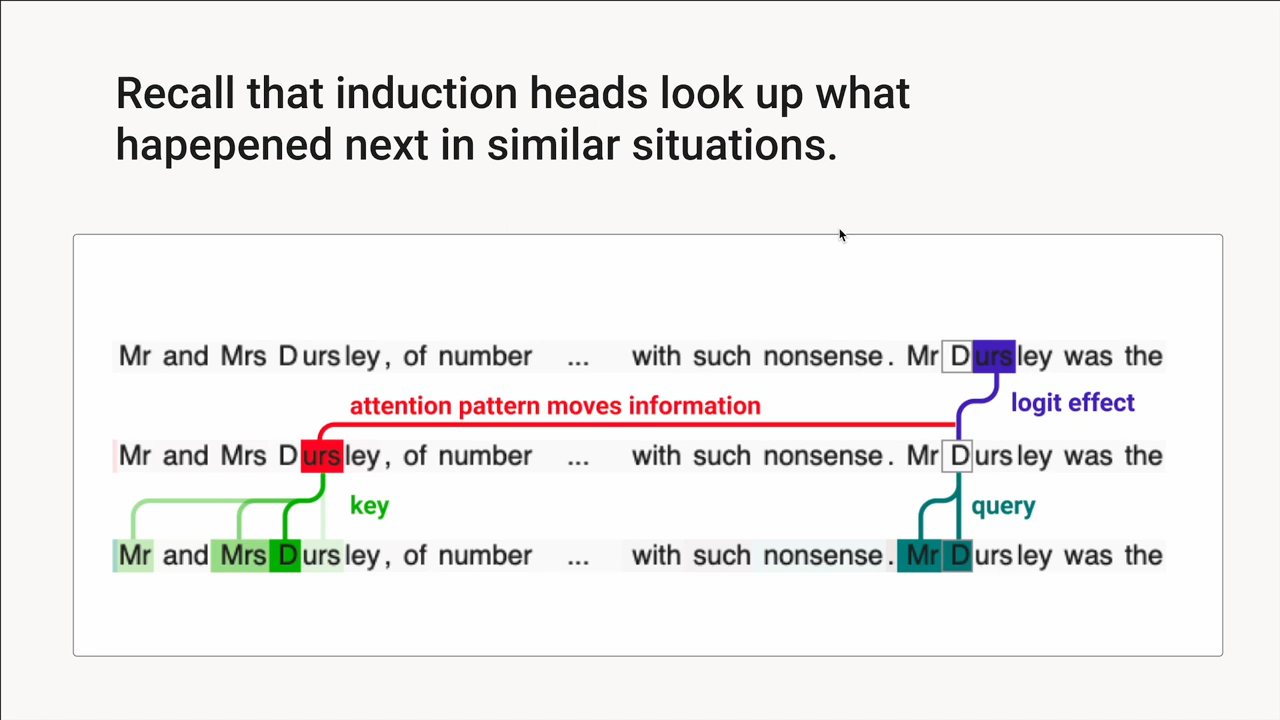 Recall that induction heads look up what
hapepened next in similar situations.
Mr and Mrs Dursley, of number ... with such nonsense. Mr Dursley was the
attention pattern moves information logit effect
Mr and Mrs Dursley, of number ... with such nonsense. Mr Dursley was the
key query
Mr and Mrs Dursley, of number ... with such nonsense. Mr Dursley was the